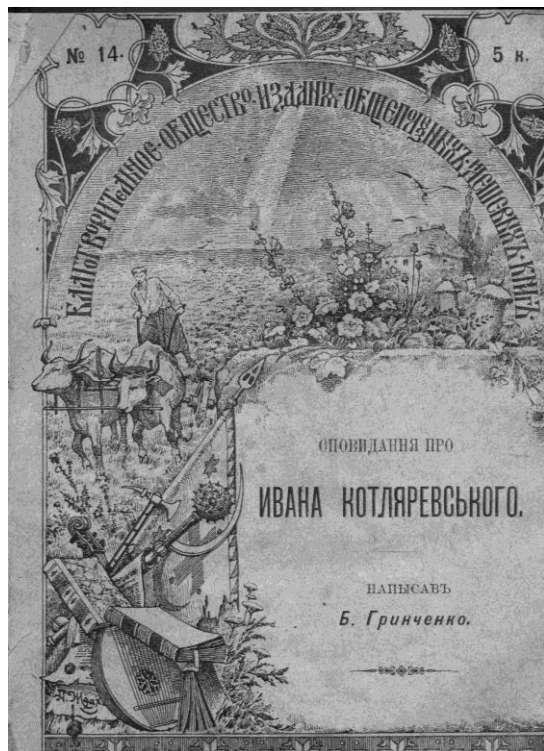 № 14.
5 к.
БЛАГОТВОРИТЕЛЬНОЕ · ОБЩЕСТВО · ИЗДАНІЯ · ОБЩЕПОЛЕЗНЫХЪ · ДЕШЕВЫХЪ · КНИГЪ
ОПОВИДАННЯ ПРО
ИВАНА КОТЛЯРЕВСЬКОГО.
НАПЫСАВЪ
Б. Гринченко.